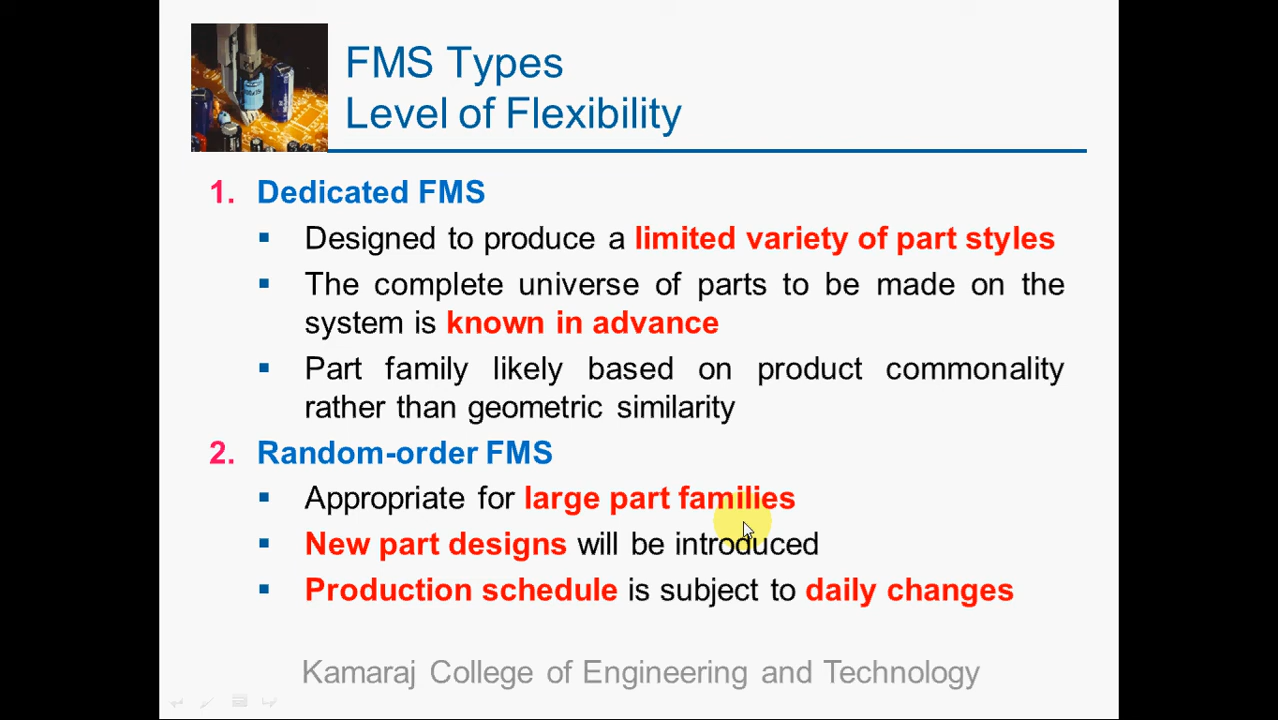 FMS Types
Level of Flexibility
1. Dedicated FMS
▪ Designed to produce a limited variety of part styles
▪ The complete universe of parts to be made on the
system is known in advance
▪ Part family likely based on product commonality
rather than geometric similarity
2. Random-order FMS
▪ Appropriate for large part families
▪ New part designs will be introduced
▪ Production schedule is subject to daily changes
Kamaraj College of Engineering and Technology